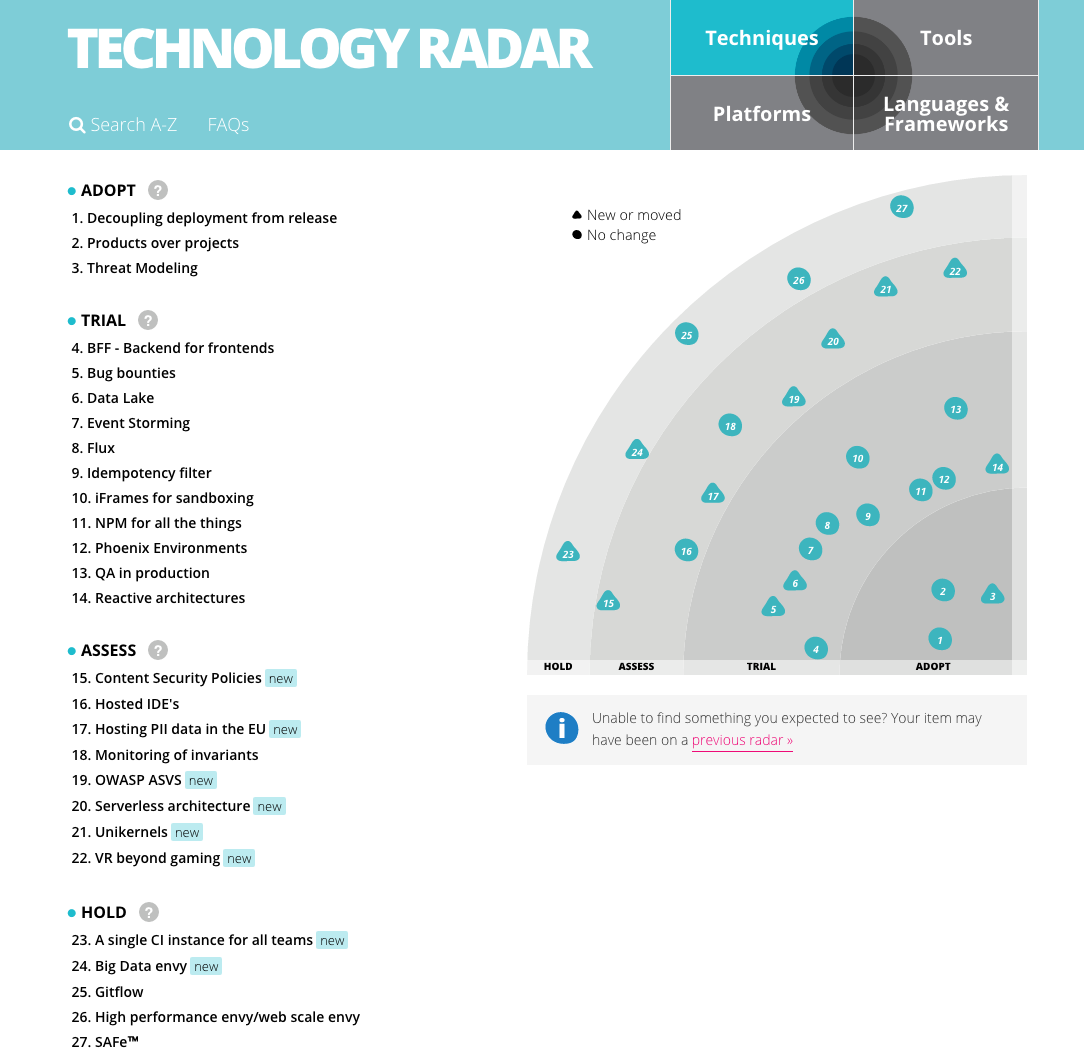 TECHNOLOGY RADAR
Search A-Z FAQs
Techniques
Tools
Platforms
Languages &
Frameworks
ADOPT ?
1. Decoupling deployment from release
2. Products over projects
3. Threat Modeling
TRIAL ?
4. BFF - Backend for frontends
5. Bug bounties
6. Data Lake
7. Event Storming
8. Flux
9. Idempotency filter
10. iFrames for sandboxing
11. NPM for all the things
12. Phoenix Environments
13. QA in production
14. Reactive architectures
ASSESS ?
15. Content Security Policies new
16. Hosted IDE's
17. Hosting PII data in the EU new
18. Monitoring of invariants
19. OWASP ASVS new
20. Serverless architecture new
21. Unikernels new
22. VR beyond gaming new
HOLD ?
23. A single CI instance for all teams new
24. Big Data envy new
25. Gitflow
26. High performance envy/web scale envy
27. SAFe™
New or moved
No change
27
22
26
21
25
20
19
13
18
24
10
14
12
11
17
9
8
7
16
23
6
2
3
15
5
1
4
HOLD ASSESS TRIAL ADOPT
i
Unable to find something you expected to see? Your item may
have been on a previous radar »